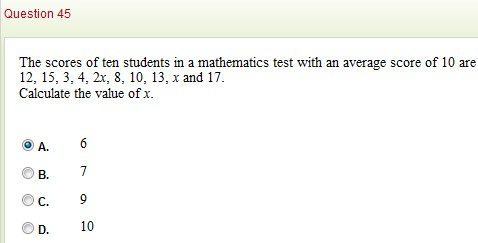 Question 45
The scores of ten students in a mathematics test with an average score of 10 are
12, 15, 3, 4, 2x, 8, 10, 13, x and 17.
Calculate the value of x.
A. 6
B. 7
C. 9
D. 10